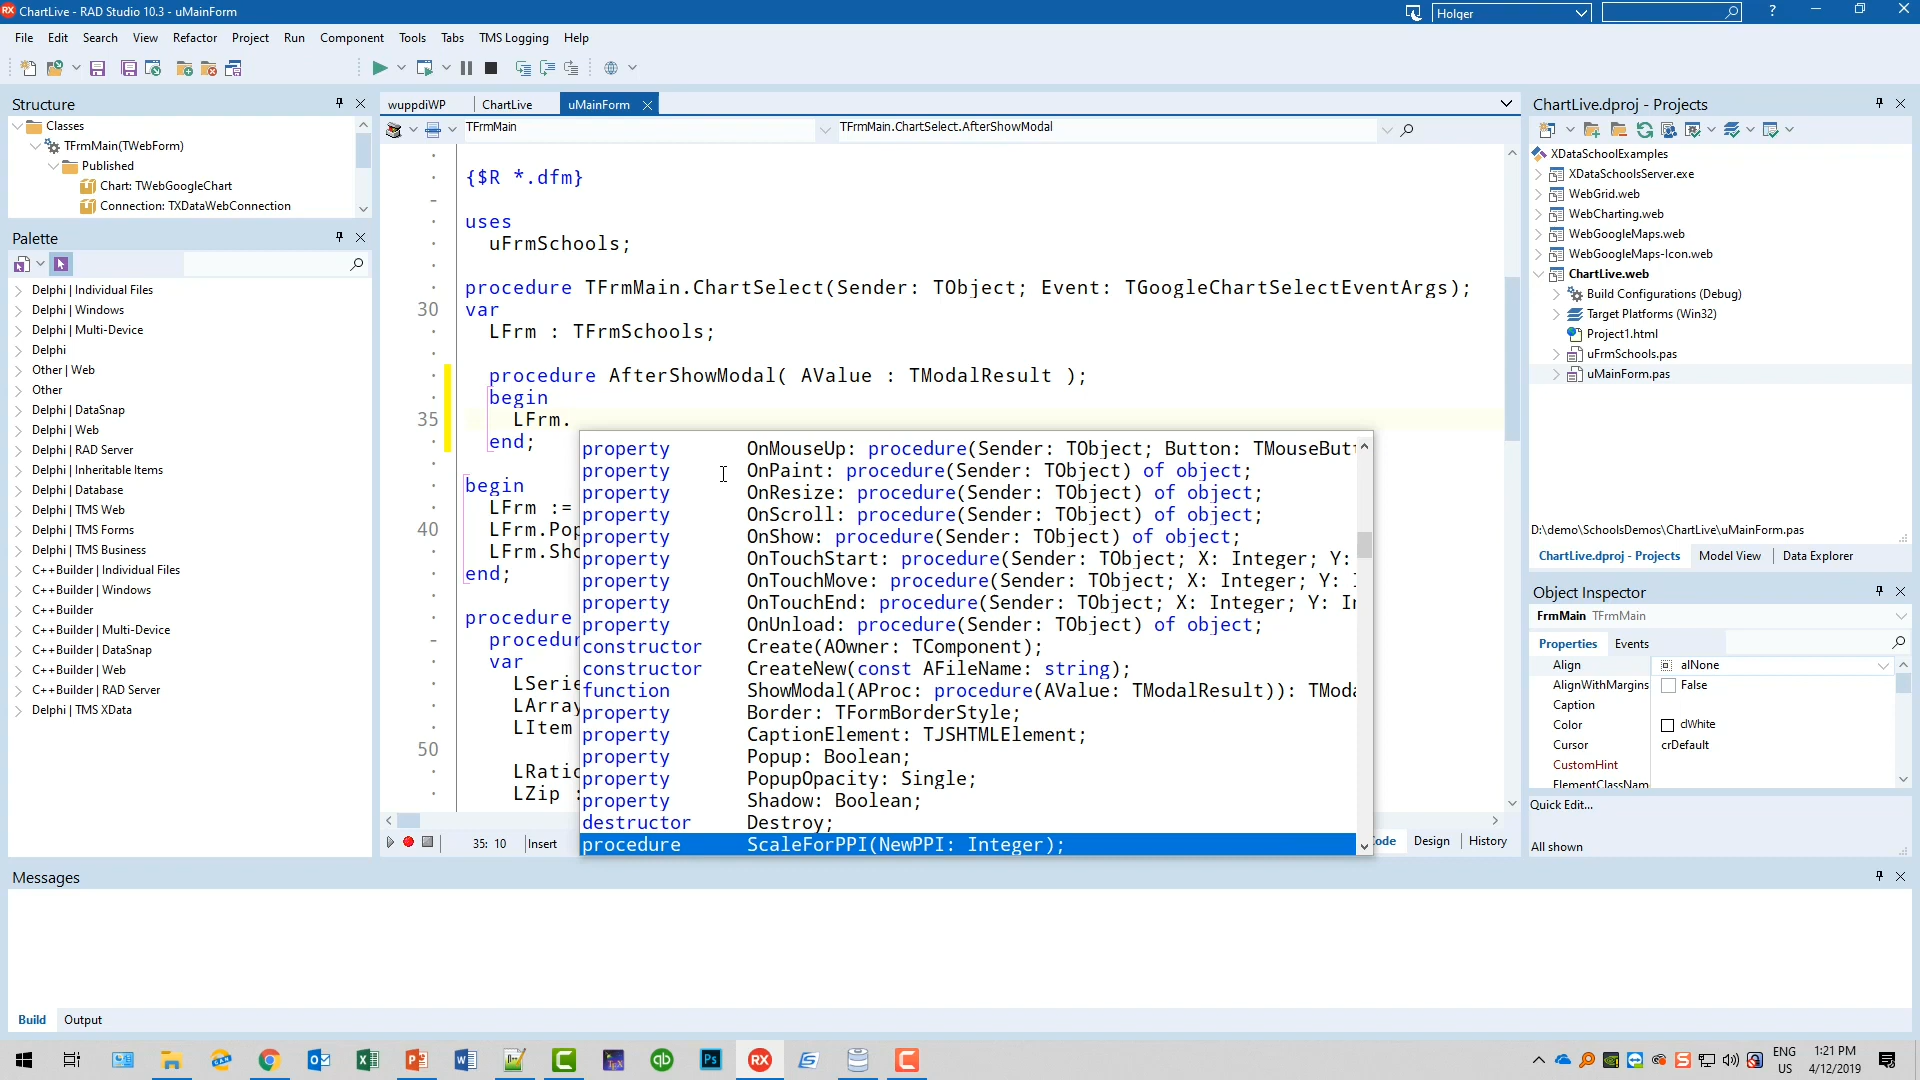 RX ChartLive - RAD Studio 10.3 - uMainForm
Holger
?
File Edit Search View Refactor Project Run Component Tools Tabs TMS Logging Help
Structure
Classes
TFrmMain(TWebForm)
Published
Chart: TWebGoogleChart
Connection: TXDataWebConnection
Palette
Delphi | Individual Files
Delphi | Windows
Delphi | Multi-Device
Delphi
Other | Web
Other
Delphi | DataSnap
Delphi | Web
Delphi | RAD Server
Delphi | Inheritable Items
Delphi | Database
Delphi | TMS Web
Delphi | TMS Forms
Delphi | TMS Business
C++Builder | Individual Files
C++Builder | Windows
C++Builder
C++Builder | Multi-Device
C++Builder | DataSnap
C++Builder | Web
C++Builder | RAD Server
Delphi | TMS XData
wuppdiWP ChartLive uMainForm
TFrmMain TFrmMain.ChartSelect.AfterShowModal
{$R *.dfm}
uses
uFrmSchools;
procedure TFrmMain.ChartSelect(Sender: TObject; Event: TGoogleChartSelectEventArgs);
30 var
LFrm : TFrmSchools;
procedure AfterShowModal( AValue : TModalResult );
begin
35 LFrm.
end;
begin
LFrm :=
40 LFrm.Pop
LFrm.Sho
end;
procedure
procedur
var
LSerie
LArray
LItem
50
LRatio
LZip :
property OnMouseUp: procedure(Sender: TObject; Button: TMouseButt
property OnPaint: procedure(Sender: TObject) of object;
property OnResize: procedure(Sender: TObject) of object;
property OnScroll: procedure(Sender: TObject) of object;
property OnShow: procedure(Sender: TObject) of object;
property OnTouchStart: procedure(Sender: TObject; X: Integer; Y:
property OnTouchMove: procedure(Sender: TObject; X: Integer; Y: I
property OnTouchEnd: procedure(Sender: TObject; X: Integer; Y: In
property OnUnload: procedure(Sender: TObject) of object;
constructor Create(AOwner: TComponent);
constructor CreateNew(const AFileName: string);
function ShowModal(AProc: procedure(AValue: TModalResult)): TModa
property Border: TFormBorderStyle;
property CaptionElement: TJSHTMLElement;
property Popup: Boolean;
property PopupOpacity: Single;
property Shadow: Boolean;
destructor Destroy;
procedure ScaleForPPI(NewPPI: Integer);
35: 10 Insert
ode Design History
ChartLive.dproj - Projects
XDataSchoolExamples
XDataSchoolsServer.exe
WebGrid.web
WebCharting.web
WebGoogleMaps.web
WebGoogleMaps-Icon.web
ChartLive.web
Build Configurations (Debug)
Target Platforms (Win32)
Project1.html
uFrmSchools.pas
uMainForm.pas
D:\demo\SchoolsDemos\ChartLive\uMainForm.pas
ChartLive.dproj - Projects Model View Data Explorer
Object Inspector
FrmMain TFrmMain
Properties Events
Align alNone
AlignWithMargins False
Caption
Color clWhite
Cursor crDefault
CustomHint
ElementClassNam
Quick Edit...
All shown
Messages
Build Output
Ps RX
ENG
US
1:21 PM
4/12/2019